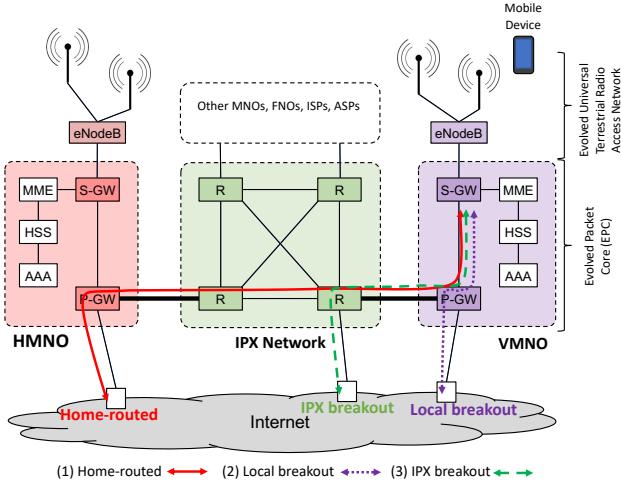 Mobile
Device
Other MNOs, FNOs, ISPs, ASPs
eNodeB
eNodeB
Evolved Universal
Terrestrial Radio
Access Network
MME
S-GW
R
R
S-GW
MME
HSS
HSS
AAA
AAA
Evolved Packet
Core (EPC)
P-GW
R
R
P-GW
HMNO
IPX Network
VMNO
Home-routed
IPX breakout
Local breakout
Internet
(1) Home-routed
(2) Local breakout
(3) IPX breakout